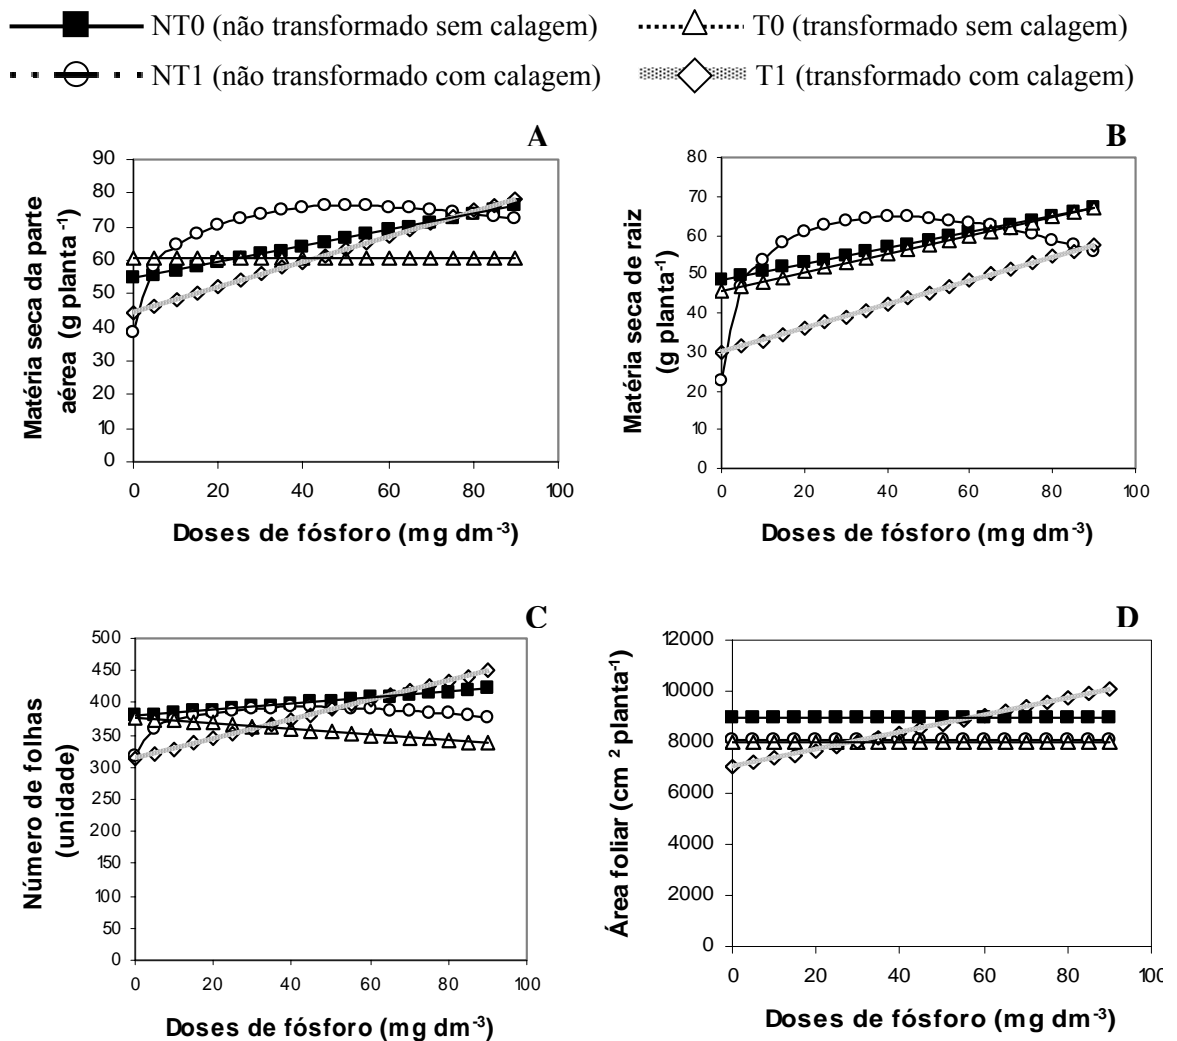 NT0 (não transformado sem calagem)
T0 (transformado sem calagem)
NT1 (não transformado com calagem)
T1 (transformado com calagem)
A
90
80
70
60
50
40
30
20
10
0
0 20 40 60 80 100
Matéria seca da parte
aérea (g planta⁻¹)
Doses de fósforo (mg dm⁻³)
B
80
70
60
50
40
30
20
10
0
0 20 40 60 80 100
Matéria seca de raiz
(g planta⁻¹)
Doses de fósforo (mg dm⁻³)
C
500
450
400
350
300
250
200
150
100
50
0
0 20 40 60 80 100
Número de folhas
(unidade)
Doses de fósforo (mg dm⁻³)
D
12000
10000
8000
6000
4000
2000
0
0 20 40 60 80 100
Área foliar (cm ² planta⁻¹)
Doses de fósforo (mg dm⁻³)